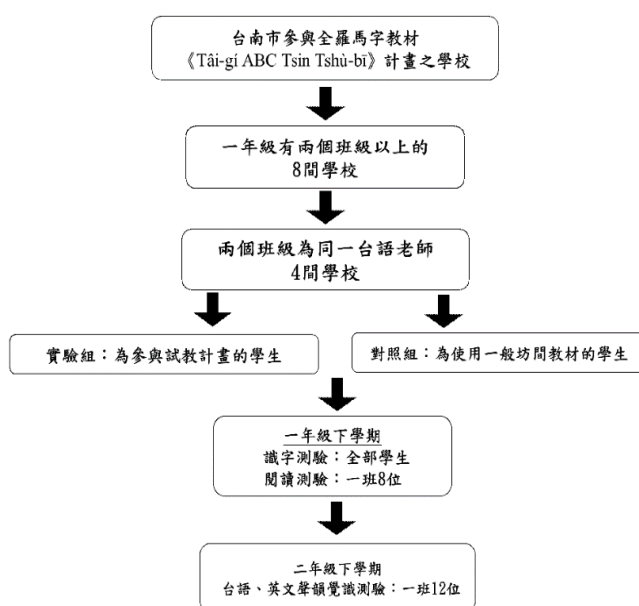 台南市參與全羅馬字教材
《Tâi-gí ABC Tsin Tshù-bī》計畫之學校
一年級有兩個班級以上的
8間學校
兩個班級為同一台語老師
4間學校
實驗組：為參與試教計畫的學生
對照組：為使用一般坊間教材的學生
一年級下學期
識字測驗：全部學生
閱讀測驗：一班8位
二年級下學期
台語、英文聲韻覺識測驗：一班12位